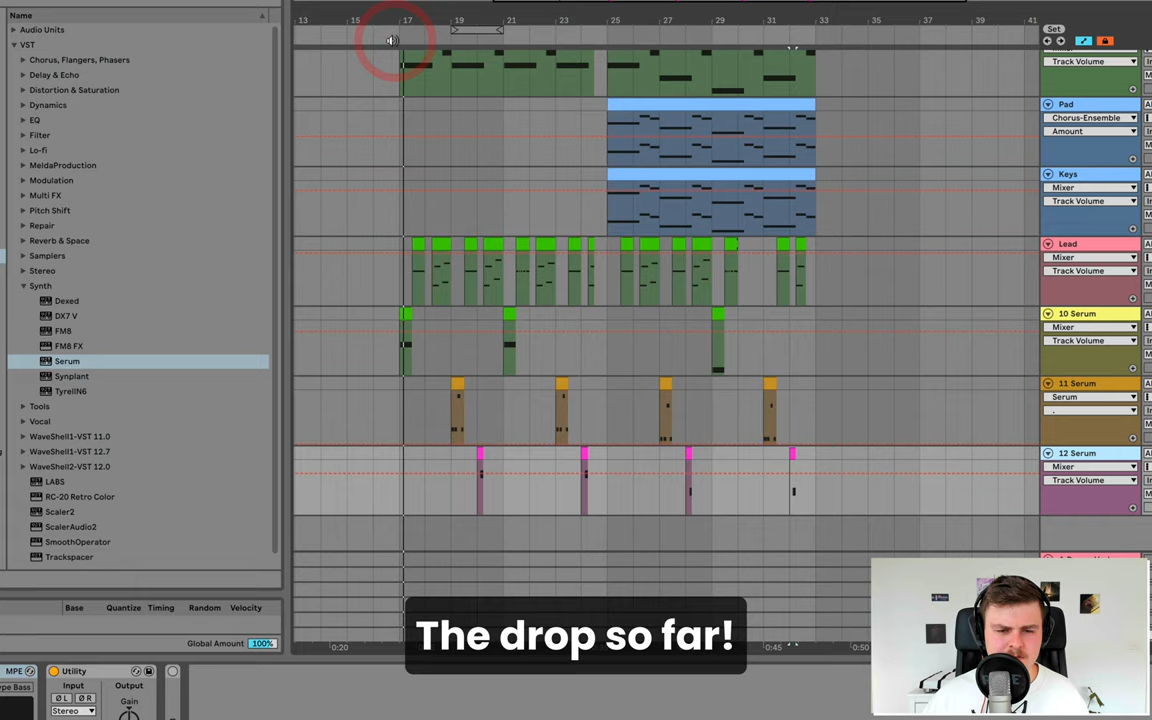 Name
Audio Units
VST
Chorus, Flangers, Phasers
Delay & Echo
Distortion & Saturation
Dynamics
EQ
Filter
Lo-fi
MeldaProduction
Modulation
Multi FX
Pitch Shift
Repair
Reverb & Space
Samplers
Stereo
Synth
Dexed
DX7 V
FM8
FM8 FX
Serum
Synplant
TyrellN6
Tools
Vocal
WaveShell1-VST 11.0
WaveShell1-VST 12.7
WaveShell2-VST 12.0
LABS
RC-20 Retro Color
Scaler2
ScalerAudio2
SmoothOperator
Trackspacer
Base Quantize Timing Random Velocity
Global Amount 100%
MPE
ype Bass
Utility
Input Output
Ø L Ø R Gain
Stereo
13 15 17 19 21 23 25 27 29 31 33 35 37 39 41
Set
Track Volume
Pad
Chorus-Ensemble
Amount
Keys
Mixer
Track Volume
Lead
Mixer
Track Volume
10 Serum
Mixer
Track Volume
11 Serum
Serum
.
12 Serum
Mixer
Track Volume
0:20 0:45 0:50
The drop so far!